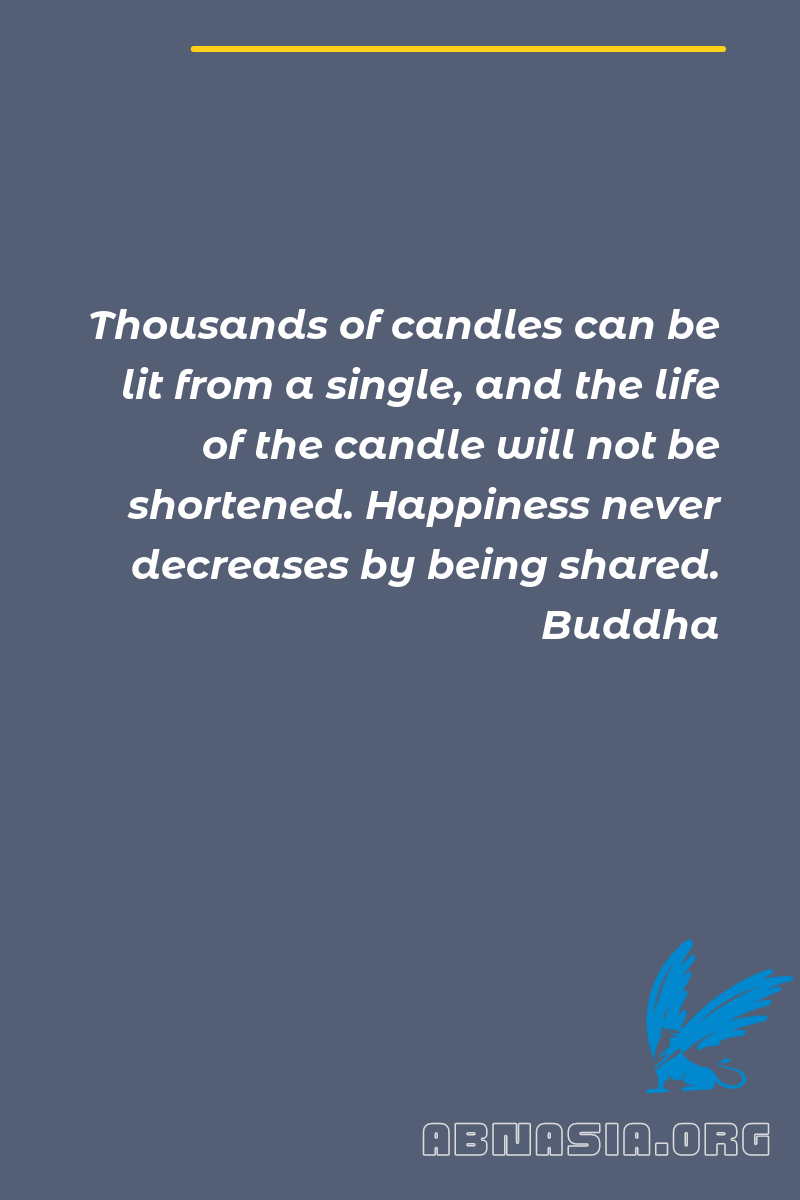 Thousands of candles can be
lit from a single, and the life
of the candle will not be
shortened. Happiness never
decreases by being shared.
Buddha
ABNASIA.ORG